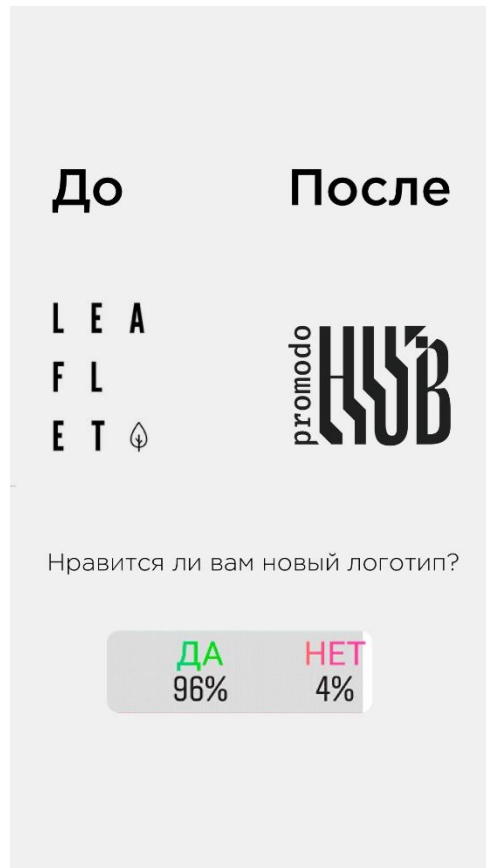 До
После
L E A
F L
E T
promodo
HUB
Нравится ли вам новый логотип?
ДА
НЕТ
96%
4%